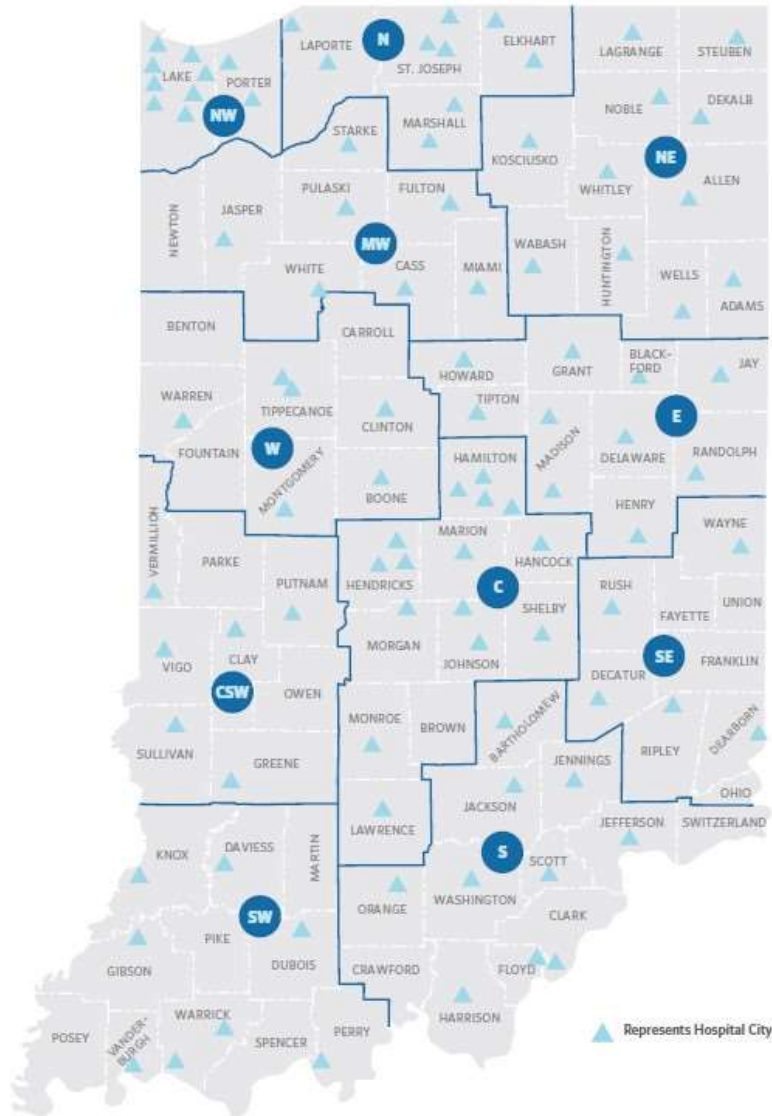 N
LAPORTE
ST. JOSEPH
ELKHART
LAGRANGE
STEUBEN
LAKE
PORTER
NW
NOBLE
DEKALB
STARKE
MARSHALL
KOSCIUSKO
NE
WHITLEY
ALLEN
NEWTON
JASPER
PULASKI
FULTON
MW
WHITE
CASS
MIAMI
WABASH
HUNTINGTON
WELLS
ADAMS
BENTON
CARROLL
HOWARD
GRANT
BLACK-
FORD
JAY
WARREN
TIPPECANOE
CLINTON
TIPTON
MADISON
E
FOUNTAIN
W
MONTGOMERY
BOONE
HAMILTON
DELAWARE
RANDOLPH
HENRY
VERMILLION
PARKE
PUTNAM
MARION
HENDRICKS
HANCOCK
WAYNE
C
RUSH
FAYETTE
UNION
VIGO
CLAY
OWEN
MORGAN
JOHNSON
SHELBY
SE
FRANKLIN
DECATUR
CSW
SULLIVAN
GREENE
MONROE
BROWN
BARTHOLOMEW
JENNINGS
RIPLEY
DEARBORN
OHIO
LAWRENCE
JACKSON
JEFFERSON
SWITZERLAND
KNOX
DAVIESS
MARTIN
S
SCOTT
ORANGE
WASHINGTON
CLARK
SW
PIKE
GIBSON
DUBOIS
CRAWFORD
FLOYD
HARRISON
POSEY
VANDER-
BURGH
WARRICK
SPENCER
PERRY
Represents Hospital City